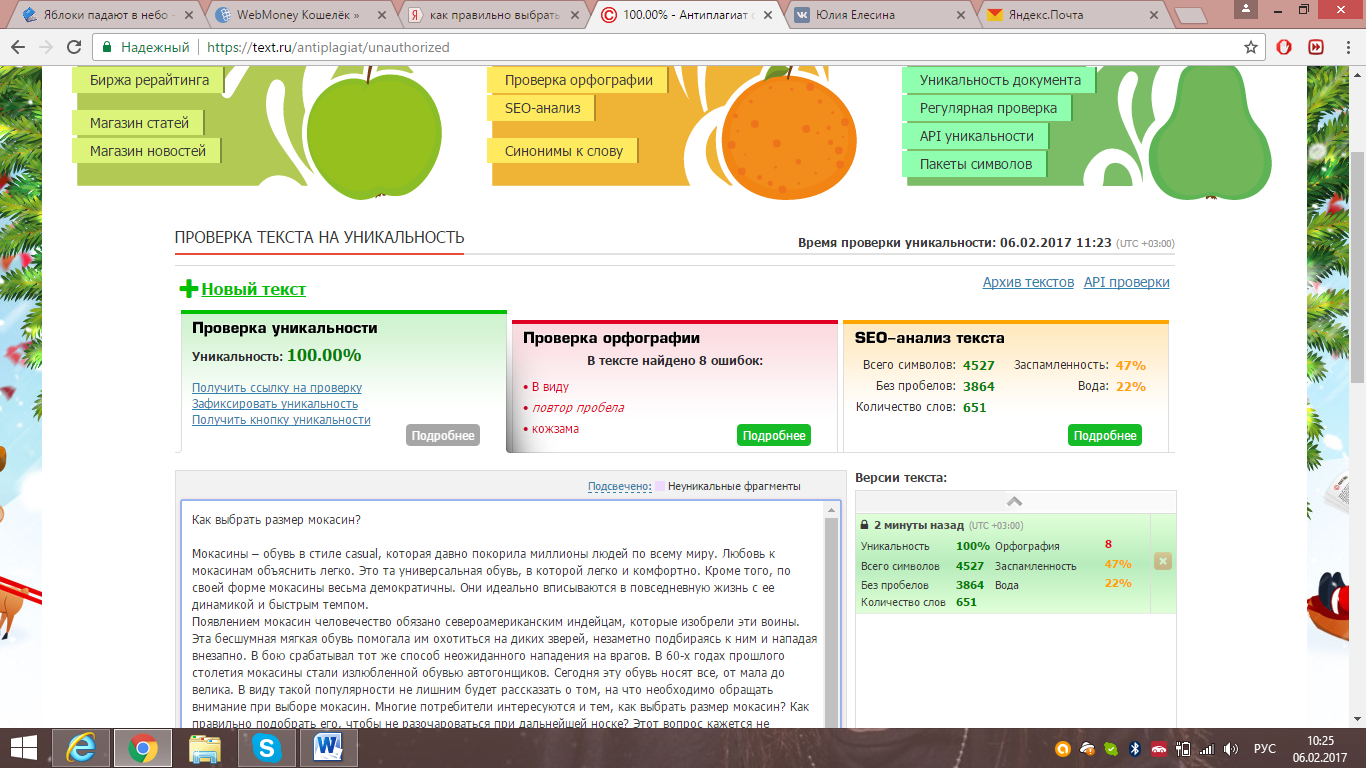 Яблоки падают в небо -
WebMoney Кошелёк »
как правильно выбрать
100.00% - Антиплагиат
Юлия Елесина
Яндекс.Почта
Надежный
https://text.ru/antiplagiat/unauthorized
Биржа рерайтинга
Магазин статей
Магазин новостей
Проверка орфографии
SEO-анализ
Синонимы к слову
Уникальность документа
Регулярная проверка
API уникальности
Пакеты символов
ПРОВЕРКА ТЕКСТА НА УНИКАЛЬНОСТЬ
Время проверки уникальности: 06.02.2017 11:23 (UTC +03:00)
Новый текст
Архив текстов API проверки
Проверка уникальности
Уникальность: 100.00%
Получить ссылку на проверку
Зафиксировать уникальность
Получить кнопку уникальности
Подробнее
Проверка орфографии
В тексте найдено 8 ошибок:
• В виду
• повтор пробела
• кожзама
Подробнее
SEO-анализ текста
Всего символов: 4527 Заспамленность: 47%
Без пробелов: 3864 Вода: 22%
Количество слов: 651
Подробнее
Подсвечено: Неуникальные фрагменты
Как выбрать размер мокасин?
Мокасины – обувь в стиле casual, которая давно покорила миллионы людей по всему миру. Любовь к
мокасинам объяснить легко. Это та универсальная обувь, в которой легко и комфортно. Кроме того, по
своей форме мокасины весьма демократичны. Они идеально вписываются в повседневную жизнь с ее
динамикой и быстрым темпом.
Появлением мокасин человечество обязано североамериканским индейцам, которые изобрели эти воины.
Эта бесшумная мягкая обувь помогала им охотиться на диких зверей, незаметно подбираясь к ним и нападая
внезапно. В бою срабатывал тот же способ неожиданного нападения на врагов. В 60-х годах прошлого
столетия мокасины стали излюбленной обувью автогонщиков. Сегодня эту обувь носят все, от мала до
велика. В виду такой популярности не лишним будет рассказать о том, на что необходимо обращать
внимание при выборе мокасин. Многие потребители интересуются и тем, как выбрать размер мокасин? Как
правильно подобрать его, чтобы не разочароваться при дальнейшей носке? Этот вопрос кажется не
Версии текста:
2 минуты назад (UTC +03:00)
Уникальность 100% Орфография 8
Всего символов 4527 Заспамленность 47%
Без пробелов 3864 Вода 22%
Количество слов 651
РУС
10:25
06.02.2017